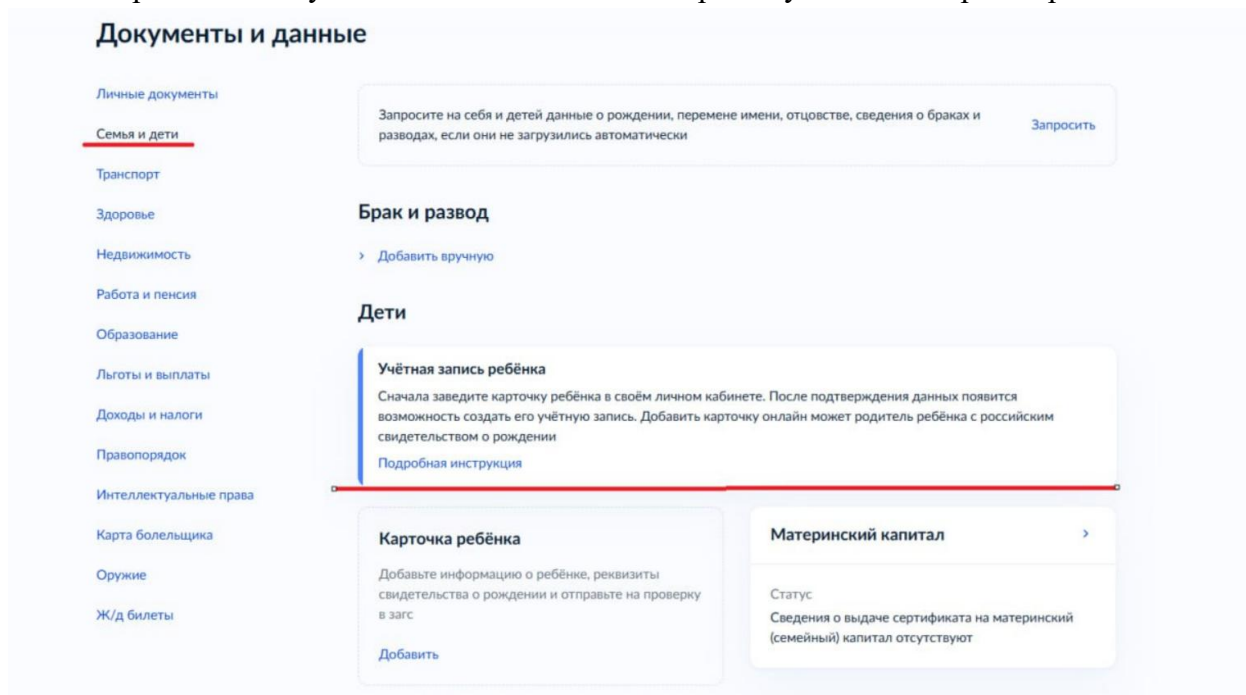 Документы и данные
Личные документы
Семья и дети
Транспорт
Здоровье
Недвижимость
Работа и пенсия
Образование
Льготы и выплаты
Доходы и налоги
Правопорядок
Интеллектуальные права
Карта болельщика
Оружие
Ж/д билеты
Запросите на себя и детей данные о рождении, перемене имени, отцовстве, сведения о браках и
разводах, если они не загрузились автоматически
Запросить
Брак и развод
Добавить вручную
Дети
Учётная запись ребёнка
Сначала заведите карточку ребёнка в своём личном кабинете. После подтверждения данных появится
возможность создать его учётную запись. Добавить карточку онлайн может родитель ребёнка с российским
свидетельством о рождении
Подробная инструкция
Карточка ребёнка
Добавьте информацию о ребёнке, реквизиты
свидетельства о рождении и отправьте на проверку
в загс
Добавить
Материнский капитал
Статус
Сведения о выдаче сертификата на материнский
(семейный) капитал отсутствуют